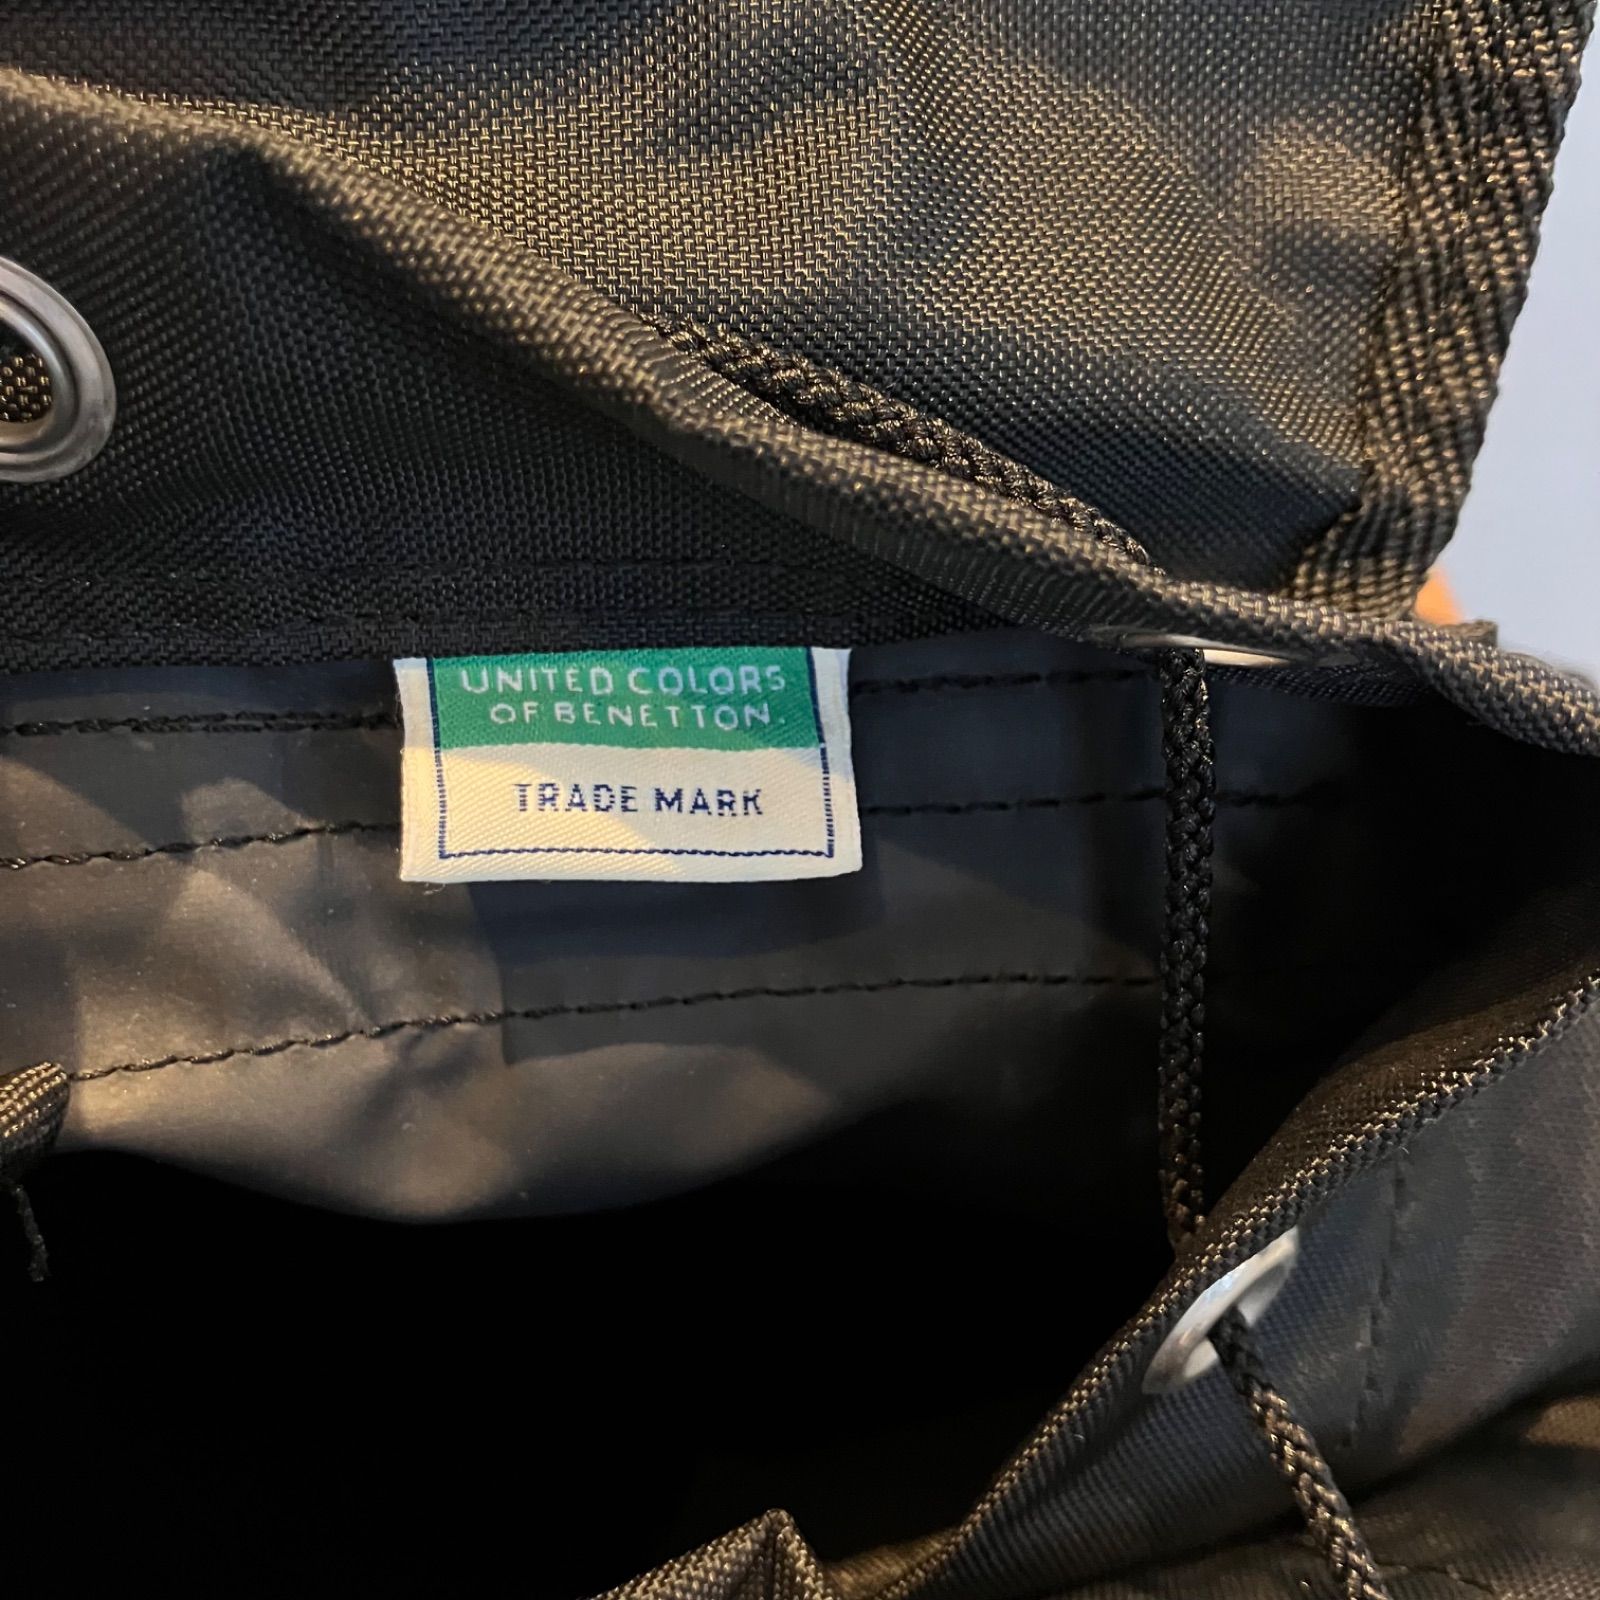 UNITED COLORS
OF BENETTON.
TRADE MARK